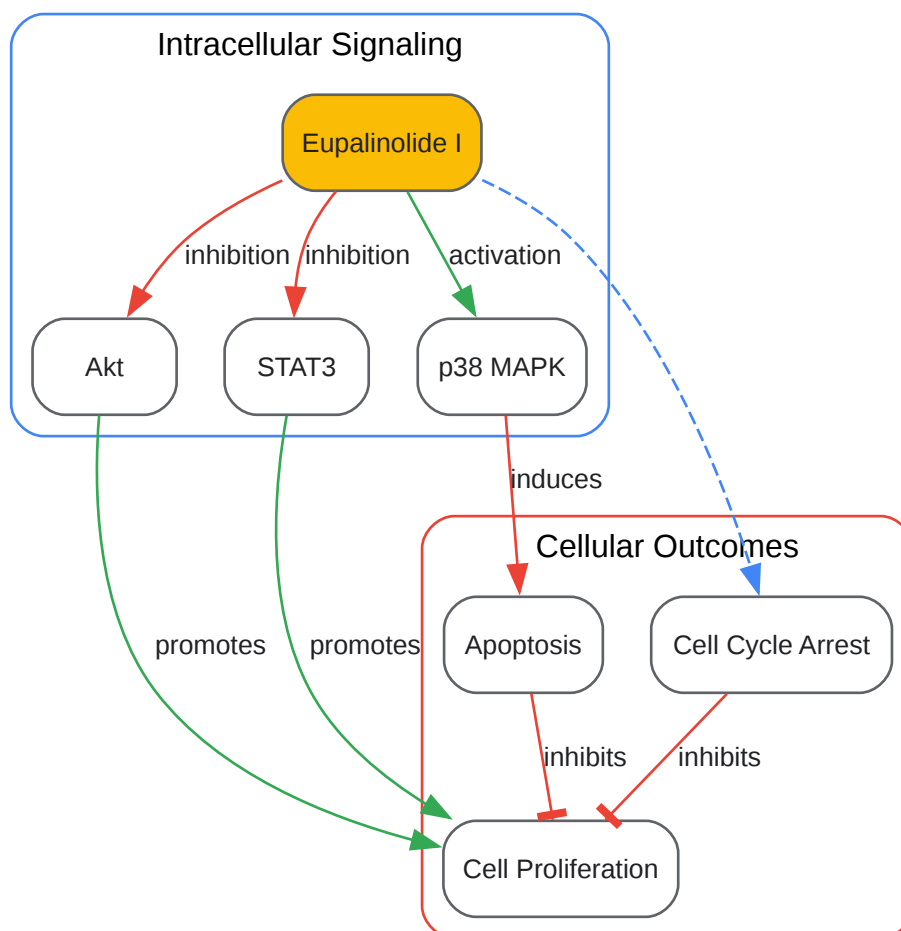 Intracellular Signaling
Eupalinolide I
inhibition
inhibition
activation
Akt
STAT3
p38 MAPK
induces
Cellular Outcomes
promotes
promotes
Apoptosis
Cell Cycle Arrest
inhibits
inhibits
Cell Proliferation